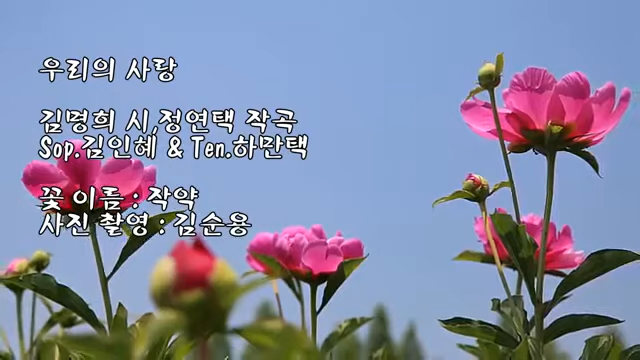 우리의 사랑
김명희 시,정연택 작곡
Sop.김인혜 & Ten.하만택
꽃 이름 : 작약
사진 촬영 : 김순용